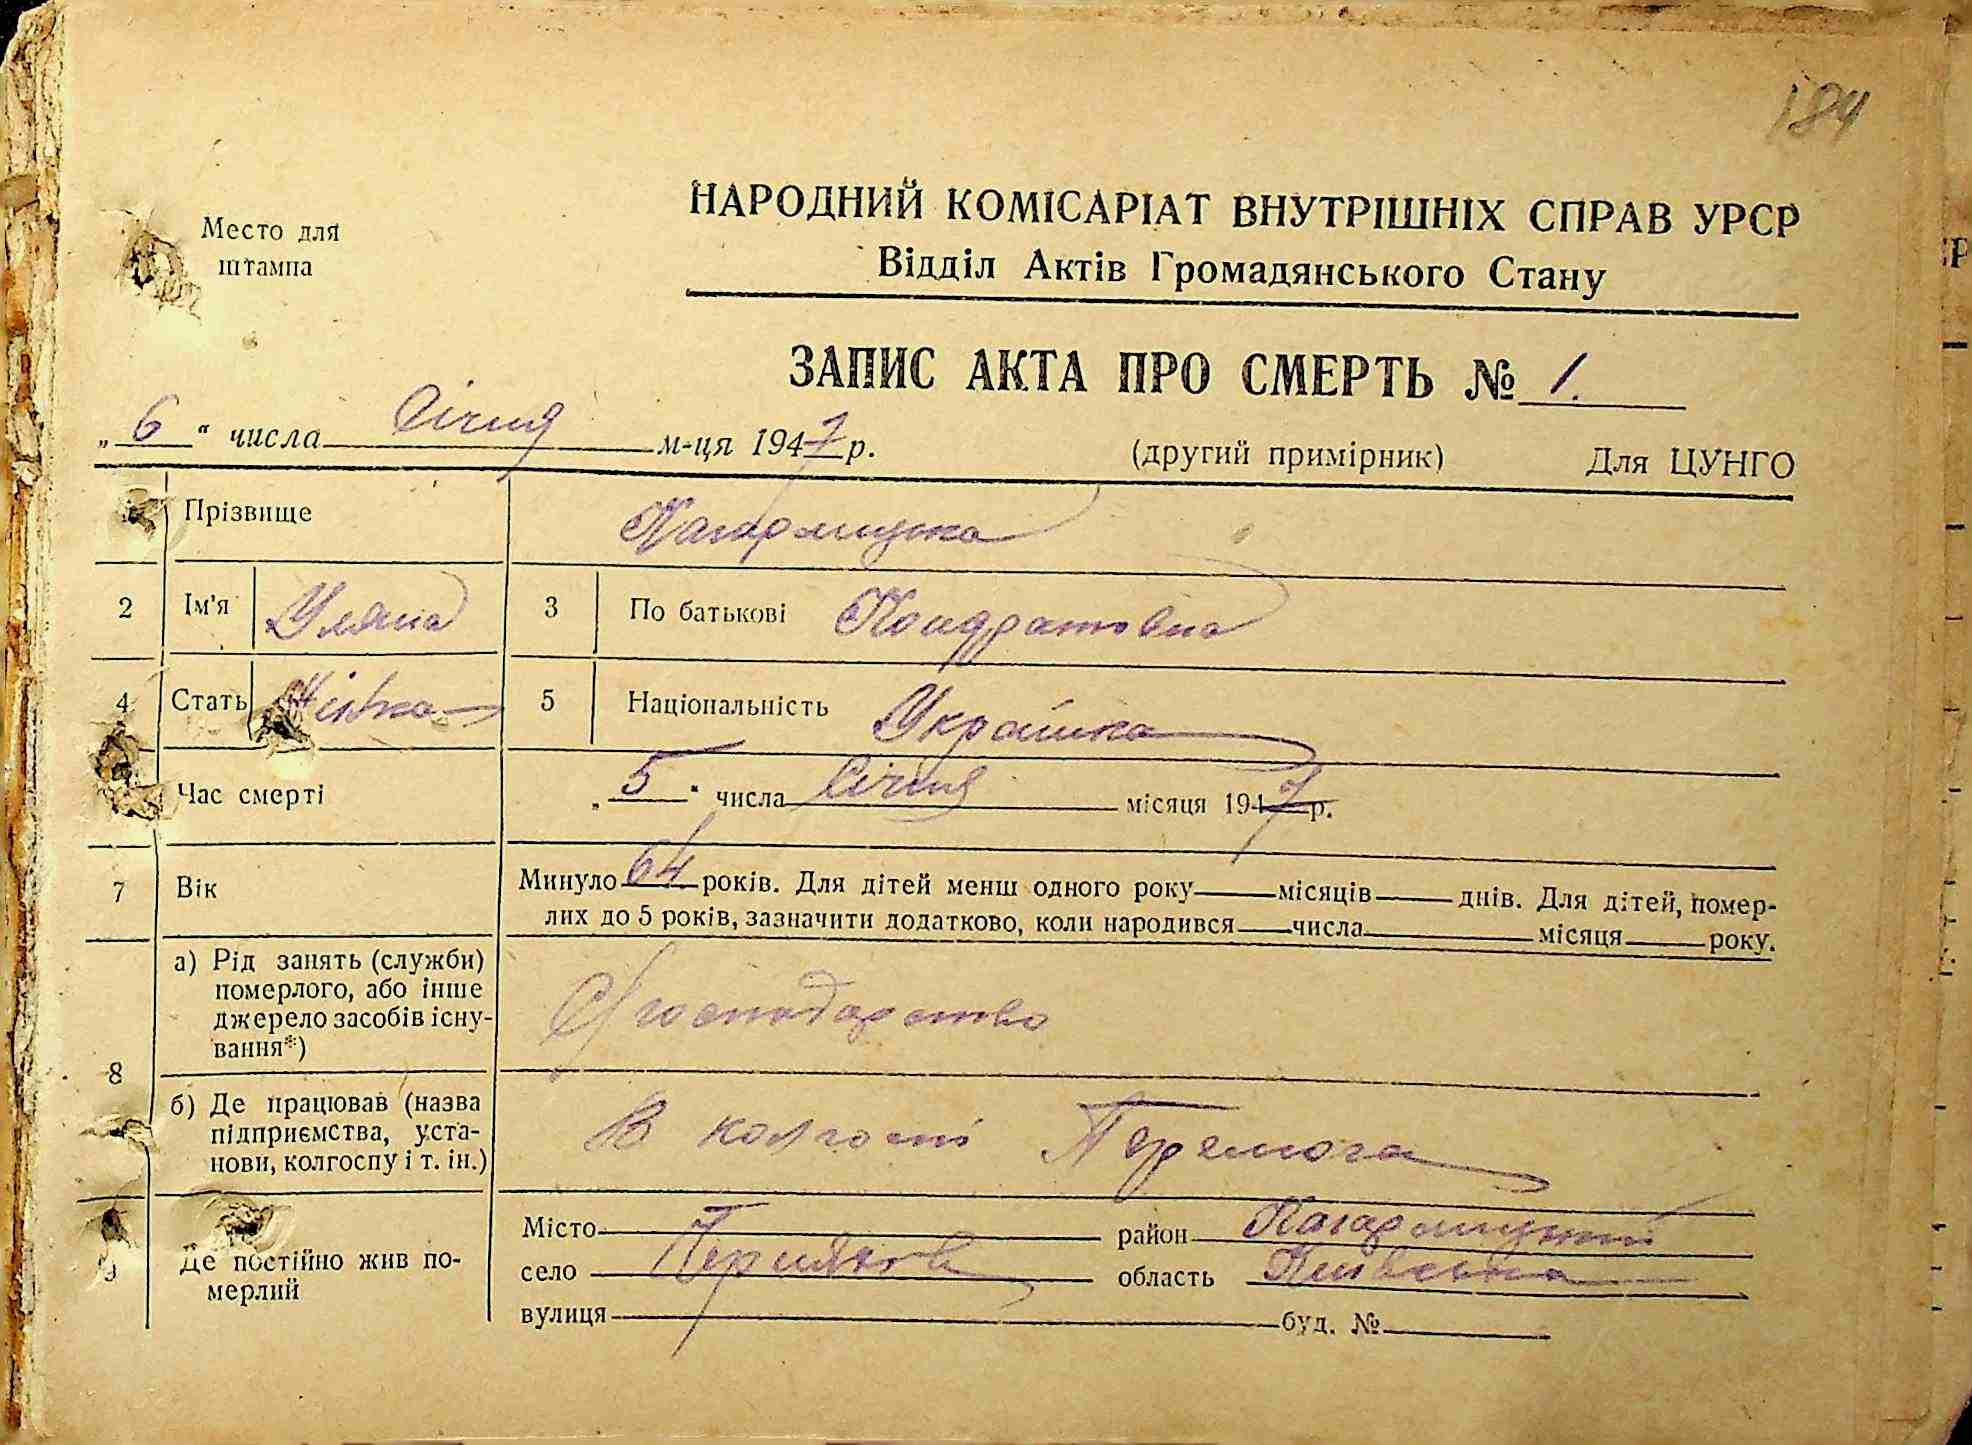 184
Место для
штампа
НАРОДНИЙ КОМІСАРІАТ ВНУТРІШНІХ СПРАВ УРСР
Відділ Актів Громадянського Стану
ЗАПИС АКТА ПРО СМЕРТЬ № 1.
„ 6 “ числа Січня м-ця 1947 р. (другий примірник) Для ЦУНГО
Прізвище Кагарлицька
2 Ім'я Уляна 3 По батькові Кондратовна
4 Стать Жінка 5 Національність Українка
Час смерті „ 5 “ числа Січня місяця 1947 р.
7 Вік Минуло 64 років. Для дітей менш одного року місяців днів. Для дітей, помер-
лих до 5 років, зазначити додатково, коли народився числа місяця року.
8 а) Рід занять (служби)
померлого, або інше
джерело засобів існу-
вання*) С/господарство
б) Де працював (назва
підприємства, уста-
нови, колгоспу і т. ін.) В колгоспі Перемога
9 Де постійно жив по-
мерлий
Місто район Кагарлицький
село область Київська
вулиця буд. №